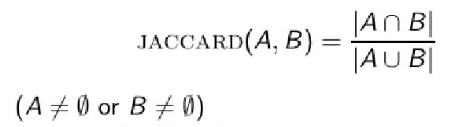 JACCARD(A, B) = |A ∩ B| / |A ∪ B|
(A ≠ ∅ or B ≠ ∅)